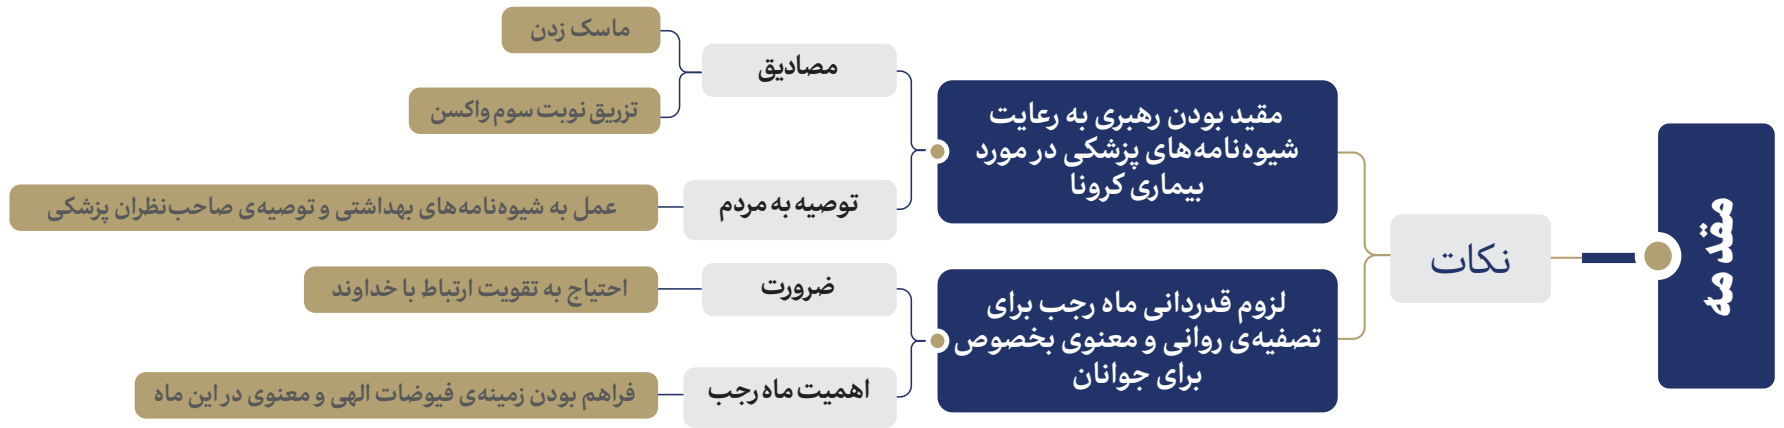 مقدمه
نکات
مقید بودن رهبری به رعایت
شیوه‌نامه‌های پزشکی در مورد
بیماری کرونا
مصادیق
ماسک زدن
تزریق نوبت سوم واکسن
توصیه به مردم
عمل به شیوه‌نامه‌های بهداشتی و توصیه‌ی صاحب‌نظران پزشکی
لزوم قدردانی ماه رجب برای
تصفیه‌ی روانی و معنوی بخصوص
برای جوانان
ضرورت
احتیاج به تقویت ارتباط با خداوند
اهمیت ماه رجب
فراهم بودن زمینه‌ی فیوضات الهی و معنوی در این ماه